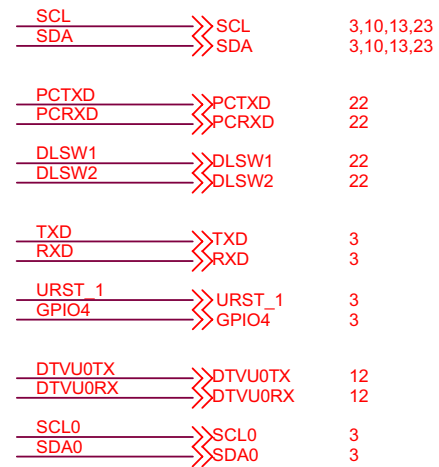 SCL SCL 3,10,13,23
SDA SDA 3,10,13,23
PCTXD PCTXD 22
PCRXD PCRXD 22
DLSW1 DLSW1 22
DLSW2 DLSW2 22
TXD TXD 3
RXD RXD 3
URST_1 URST_1 3
GPIO4 GPIO4 3
DTVU0TX DTVU0TX 12
DTVU0RX DTVU0RX 12
SCL0 SCL0 3
SDA0 SDA0 3